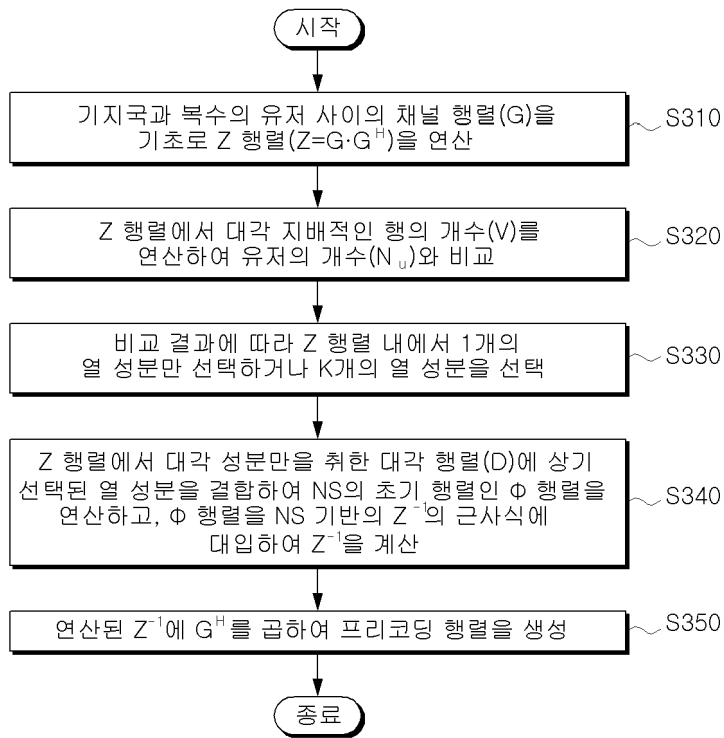 시작
기지국과 복수의 유저 사이의 채널 행렬(G)을
기초로 Z 행렬(Z=G·G^H)을 연산
S310
Z 행렬에서 대각 지배적인 행의 개수(V)를
연산하여 유저의 개수(N_u)와 비교
S320
비교 결과에 따라 Z 행렬 내에서 1개의
열 성분만 선택하거나 K개의 열 성분을 선택
S330
Z 행렬에서 대각 성분만을 취한 대각 행렬(D)에 상기
선택된 열 성분을 결합하여 NS의 초기 행렬인 Φ 행렬을
연산하고, Φ 행렬을 NS 기반의 Z⁻¹의 근사식에
대입하여 Z⁻¹을 계산
S340
연산된 Z⁻¹에 G^H를 곱하여 프리코딩 행렬을 생성
S350
종료